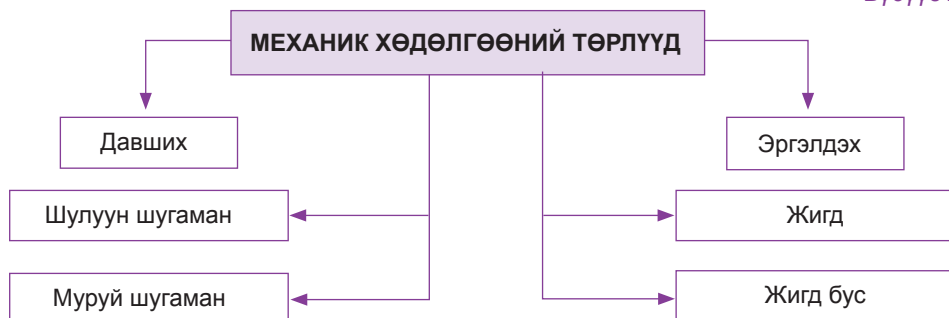 МЕХАНИК ХӨДӨЛГӨӨНИЙ ТӨРЛҮҮД
Давших
Эргэлдэх
Шулуун шугаман
Жигд
Муруй шугаман
Жигд бус